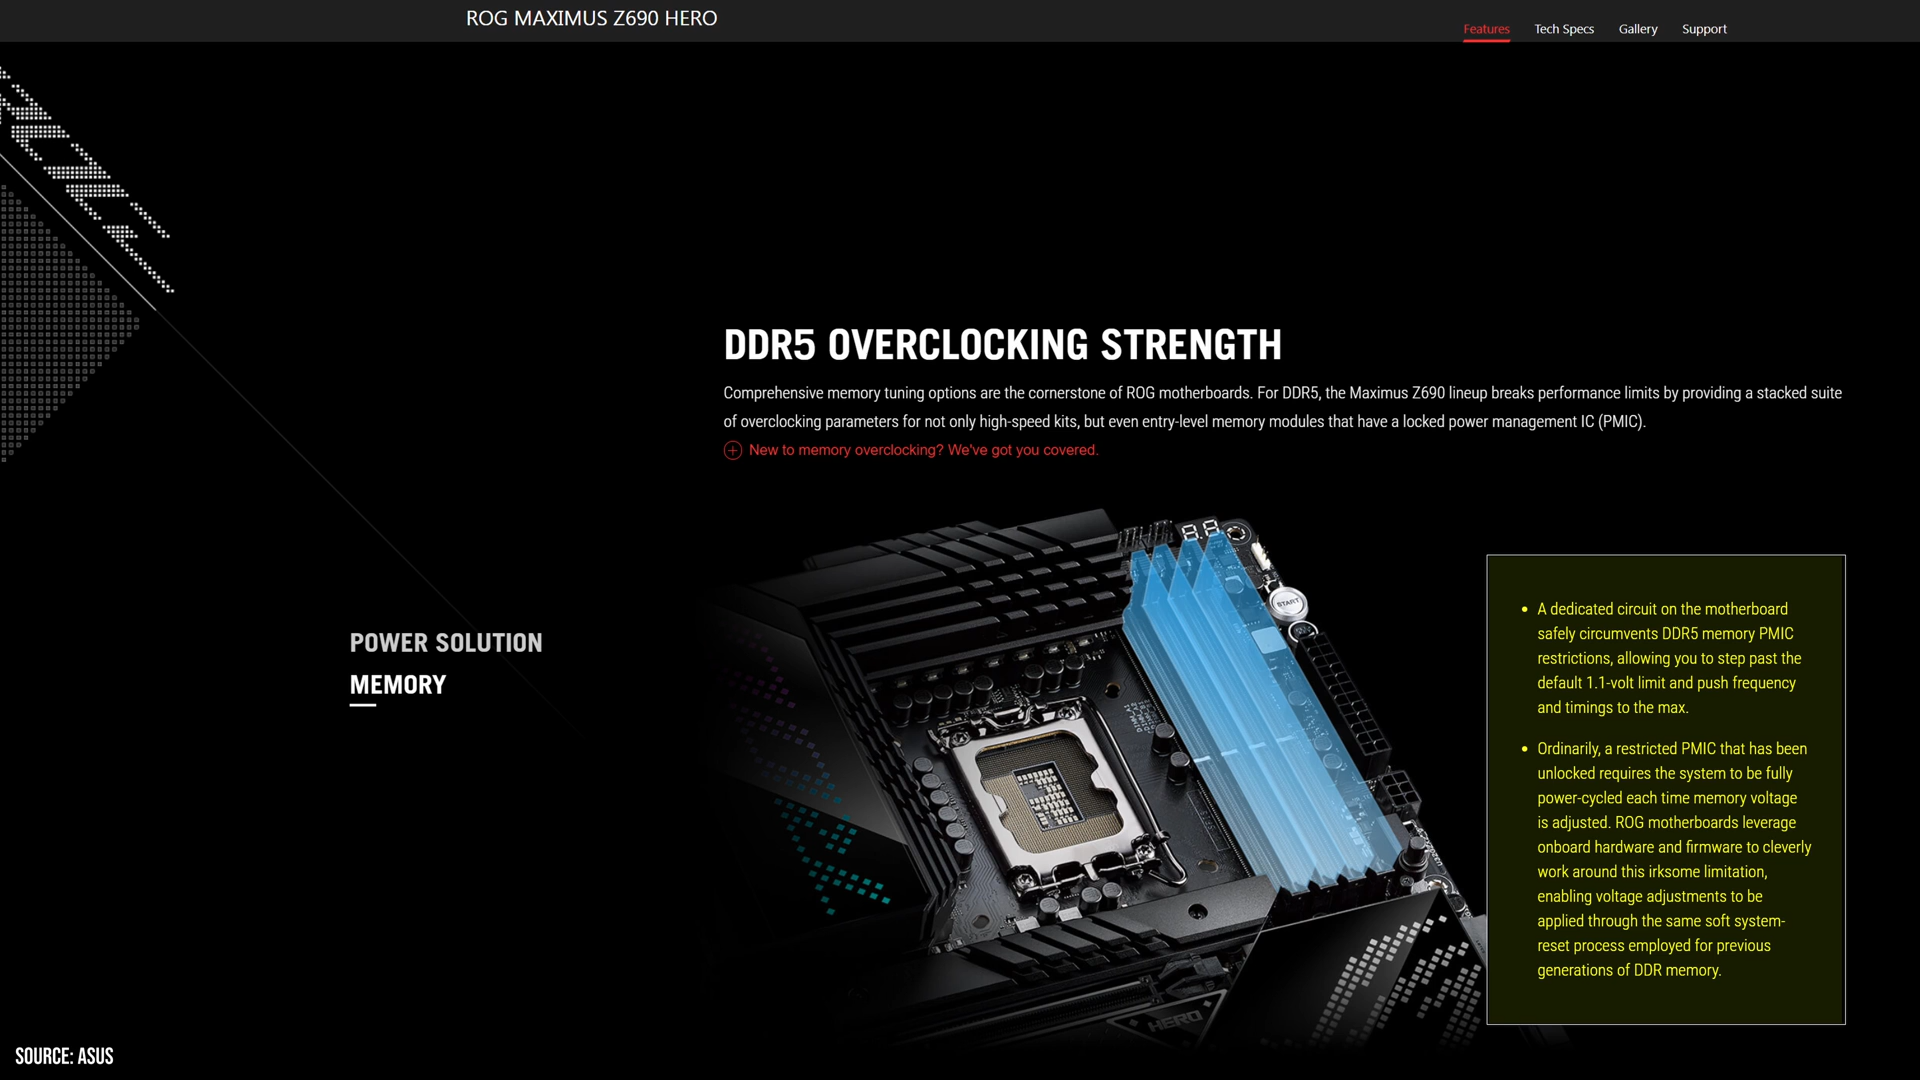 ROG MAXIMUS Z690 HERO
Features
Tech Specs
Gallery
Support
DDR5 OVERCLOCKING STRENGTH
Comprehensive memory tuning options are the cornerstone of ROG motherboards. For DDR5, the Maximus Z690 lineup breaks performance limits by providing a stacked suite
of overclocking parameters for not only high-speed kits, but even entry-level memory modules that have a locked power management IC (PMIC).
New to memory overclocking? We've got you covered.
8.8
START
POWER SOLUTION
MEMORY
• A dedicated circuit on the motherboard
safely circumvents DDR5 memory PMIC
restrictions, allowing you to step past the
default 1.1-volt limit and push frequency
and timings to the max.
• Ordinarily, a restricted PMIC that has been
unlocked requires the system to be fully
power-cycled each time memory voltage
is adjusted. ROG motherboards leverage
onboard hardware and firmware to cleverly
work around this irksome limitation,
enabling voltage adjustments to be
applied through the same soft system-
reset process employed for previous
generations of DDR memory.
HERO
SOURCE: ASUS